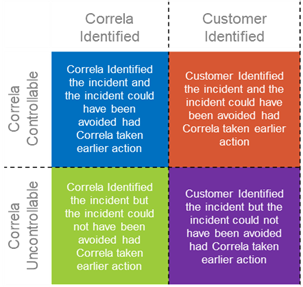 Correla
Identified
Customer
Identified
Correla
Controllable
Correla Identified
the incident and
the incident could
have been
avoided had
Correla taken
earlier action
Customer Identified
the incident and the
incident could have
been avoided had
Correla taken earlier
action
Correla
Uncontrollable
Correla Identified
the incident but
the incident could
not have been
avoided had
Correla taken
earlier action
Customer Identified
the incident but the
incident could not
have been avoided
had Correla taken
earlier action